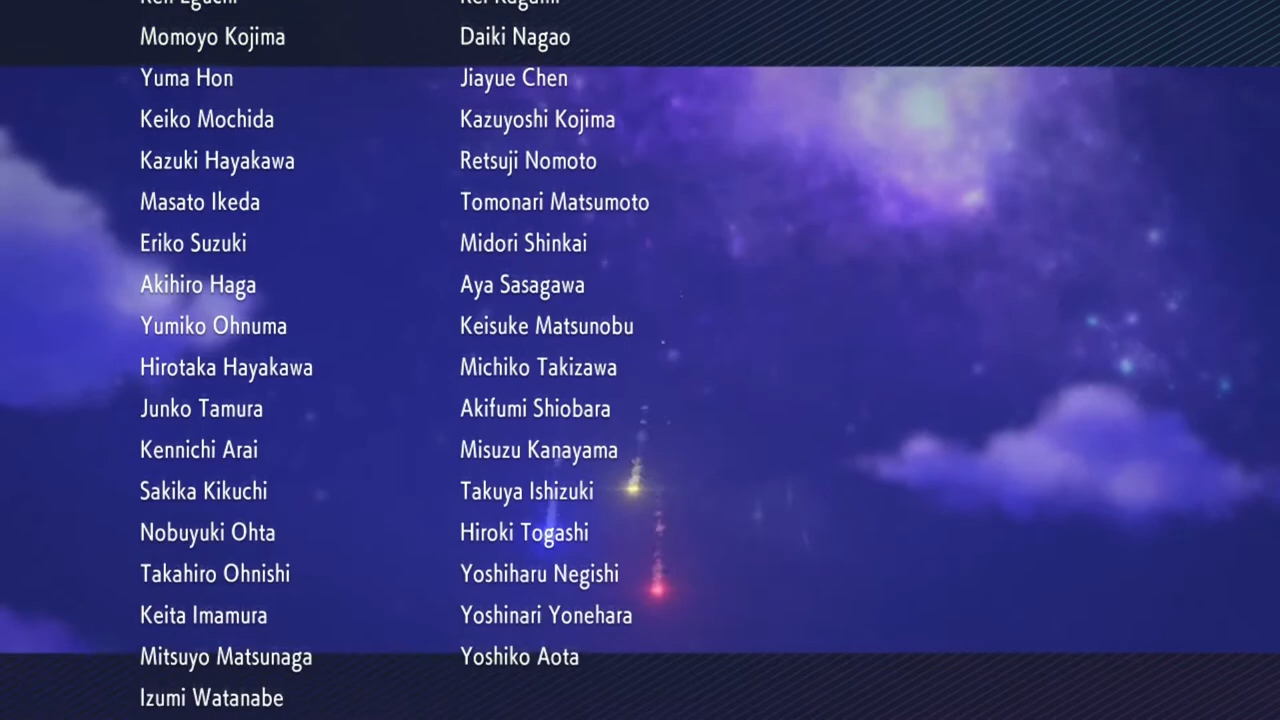 Momoyo Kojima
Yuma Hon
Keiko Mochida
Kazuki Hayakawa
Masato Ikeda
Eriko Suzuki
Akihiro Haga
Yumiko Ohnuma
Hirotaka Hayakawa
Junko Tamura
Kennichi Arai
Sakika Kikuchi
Nobuyuki Ohta
Takahiro Ohnishi
Keita Imamura
Mitsuyo Matsunaga
Izumi Watanabe
Daiki Nagao
Jiayue Chen
Kazuyoshi Kojima
Retsuji Nomoto
Tomonari Matsumoto
Midori Shinkai
Aya Sasagawa
Keisuke Matsunobu
Michiko Takizawa
Akifumi Shiobara
Misuzu Kanayama
Takuya Ishizuki
Hiroki Togashi
Yoshiharu Negishi
Yoshinari Yonehara
Yoshiko Aota